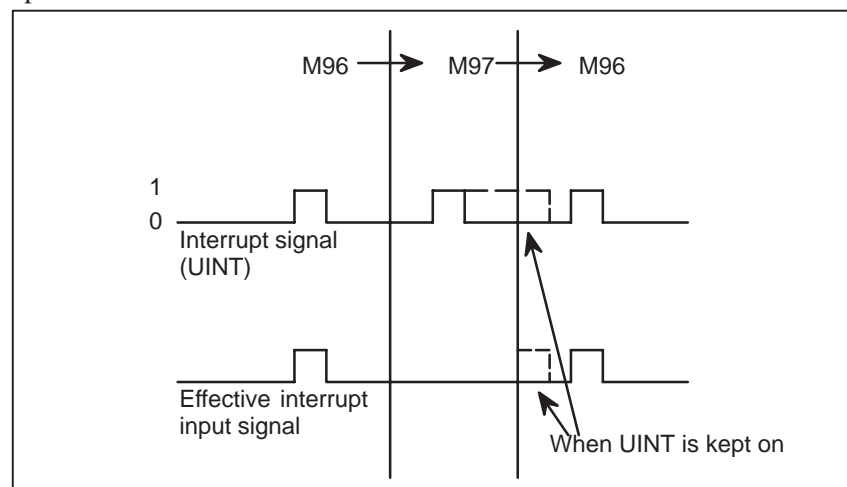 M96 M97 M96
1
0
Interrupt signal
(UINT)
Effective interrupt
input signal
When UINT is kept on